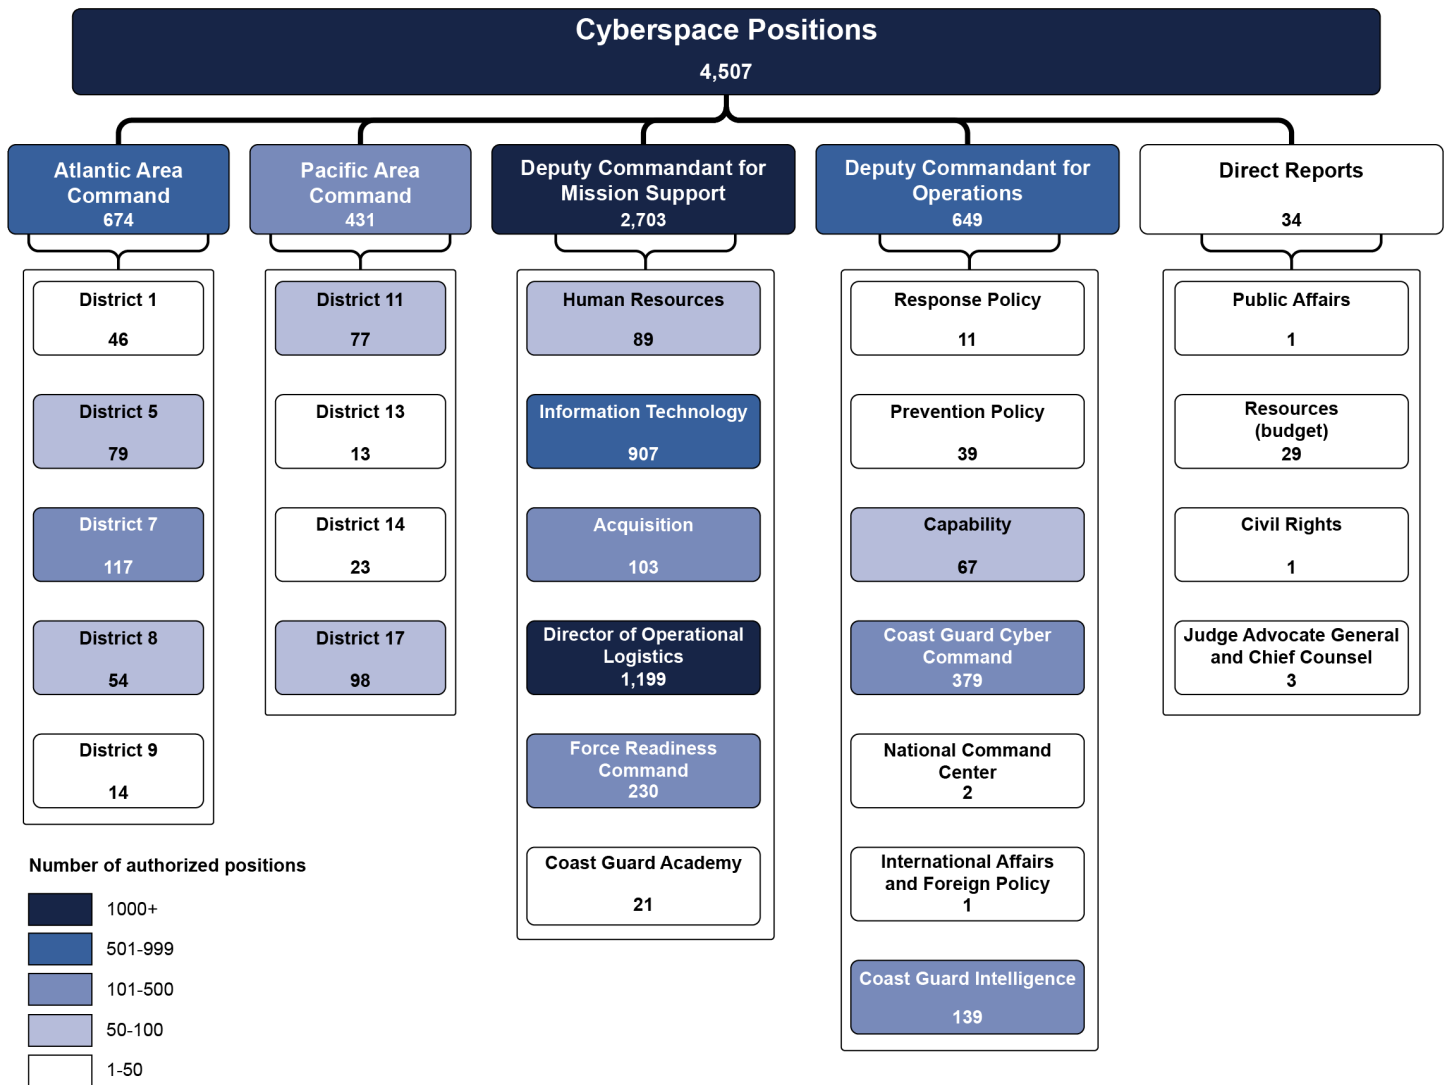 Cyberspace Positions
4,507
Atlantic Area
Command
674
District 1
46
District 5
79
District 7
117
District 8
54
District 9
14
Pacific Area
Command
431
District 11
77
District 13
13
District 14
23
District 17
98
Deputy Commandant for
Mission Support
2,703
Human Resources
89
Information Technology
907
Acquisition
103
Director of Operational
Logistics
1,199
Force Readiness
Command
230
Coast Guard Academy
21
Deputy Commandant for
Operations
649
Response Policy
11
Prevention Policy
39
Capability
67
Coast Guard Cyber
Command
379
National Command
Center
2
International Affairs
and Foreign Policy
1
Coast Guard Intelligence
139
Direct Reports
34
Public Affairs
1
Resources
(budget)
29
Civil Rights
1
Judge Advocate General
and Chief Counsel
3
Number of authorized positions
1000+
501-999
101-500
50-100
1-50